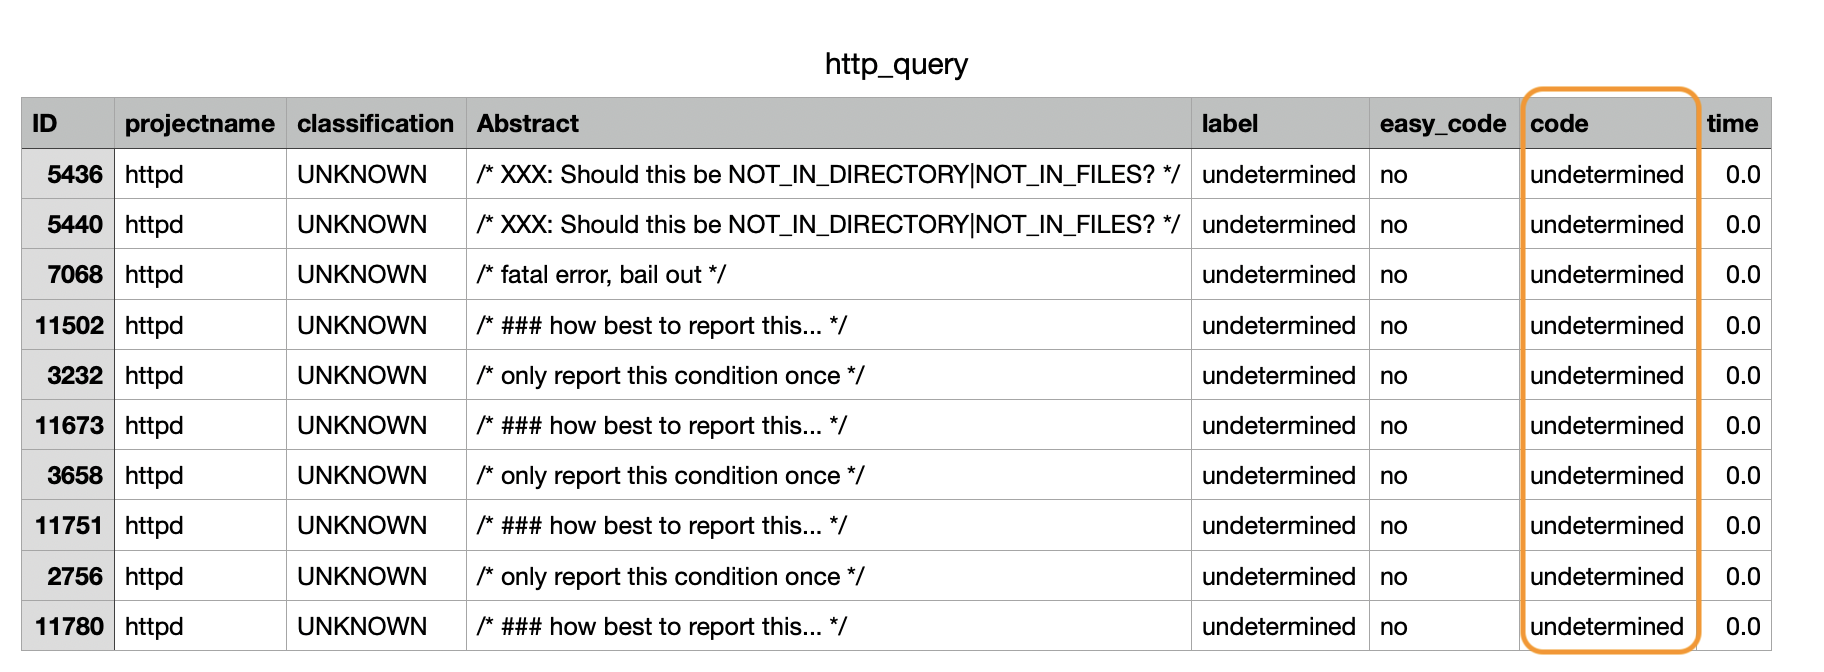 http_query
ID projectname classification Abstract label easy_code code time
5436 httpd UNKNOWN /* XXX: Should this be NOT_IN_DIRECTORY|NOT_IN_FILES? */ undetermined no undetermined 0.0
5440 httpd UNKNOWN /* XXX: Should this be NOT_IN_DIRECTORY|NOT_IN_FILES? */ undetermined no undetermined 0.0
7068 httpd UNKNOWN /* fatal error, bail out */ undetermined no undetermined 0.0
11502 httpd UNKNOWN /* ### how best to report this... */ undetermined no undetermined 0.0
3232 httpd UNKNOWN /* only report this condition once */ undetermined no undetermined 0.0
11673 httpd UNKNOWN /* ### how best to report this... */ undetermined no undetermined 0.0
3658 httpd UNKNOWN /* only report this condition once */ undetermined no undetermined 0.0
11751 httpd UNKNOWN /* ### how best to report this... */ undetermined no undetermined 0.0
2756 httpd UNKNOWN /* only report this condition once */ undetermined no undetermined 0.0
11780 httpd UNKNOWN /* ### how best to report this... */ undetermined no undetermined 0.0